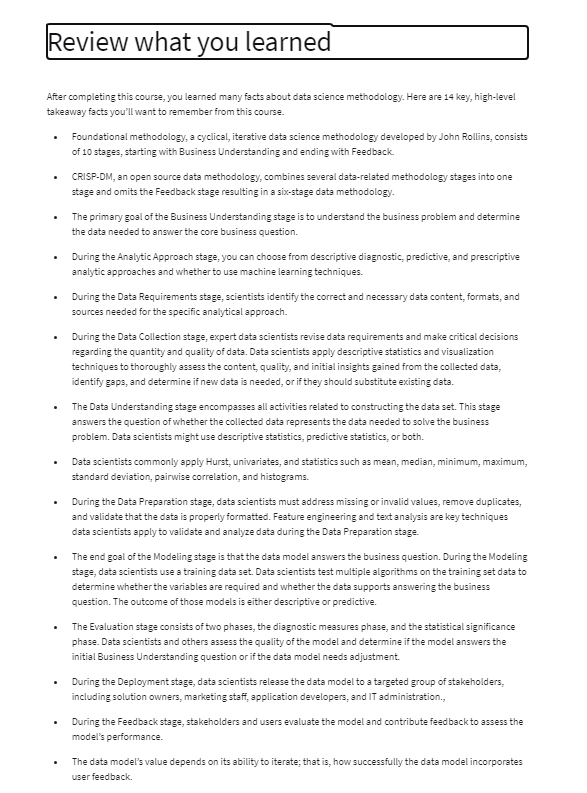 Review what you learned
After completing this course, you learned many facts about data science methodology. Here are 14 key, high-level
takeaway facts you'll want to remember from this course.
• Foundational methodology, a cyclical, iterative data science methodology developed by John Rollins, consists
of 10 stages, starting with Business Understanding and ending with Feedback.
• CRISP-DM, an open source data methodology, combines several data-related methodology stages into one
stage and omits the Feedback stage resulting in a six-stage data methodology.
• The primary goal of the Business Understanding stage is to understand the business problem and determine
the data needed to answer the core business question.
• During the Analytic Approach stage, you can choose from descriptive diagnostic, predictive, and prescriptive
analytic approaches and whether to use machine learning techniques.
• During the Data Requirements stage, scientists identify the correct and necessary data content, formats, and
sources needed for the specific analytical approach.
• During the Data Collection stage, expert data scientists revise data requirements and make critical decisions
regarding the quantity and quality of data. Data scientists apply descriptive statistics and visualization
techniques to thoroughly assess the content, quality, and initial insights gained from the collected data,
identify gaps, and determine if new data is needed, or if they should substitute existing data.
• The Data Understanding stage encompasses all activities related to constructing the data set. This stage
answers the question of whether the collected data represents the data needed to solve the business
problem. Data scientists might use descriptive statistics, predictive statistics, or both.
• Data scientists commonly apply Hurst, univariates, and statistics such as mean, median, minimum, maximum,
standard deviation, pairwise correlation, and histograms.
• During the Data Preparation stage, data scientists must address missing or invalid values, remove duplicates,
and validate that the data is properly formatted. Feature engineering and text analysis are key techniques
data scientists apply to validate and analyze data during the Data Preparation stage.
• The end goal of the Modeling stage is that the data model answers the business question. During the Modeling
stage, data scientists use a training data set. Data scientists test multiple algorithms on the training set data to
determine whether the variables are required and whether the data supports answering the business
question. The outcome of those models is either descriptive or predictive.
• The Evaluation stage consists of two phases, the diagnostic measures phase, and the statistical significance
phase. Data scientists and others assess the quality of the model and determine if the model answers the
initial Business Understanding question or if the data model needs adjustment.
• During the Deployment stage, data scientists release the data model to a targeted group of stakeholders,
including solution owners, marketing staff, application developers, and IT administration.,
• During the Feedback stage, stakeholders and users evaluate the model and contribute feedback to assess the
model's performance.
• The data model's value depends on its ability to iterate; that is, how successfully the data model incorporates
user feedback.